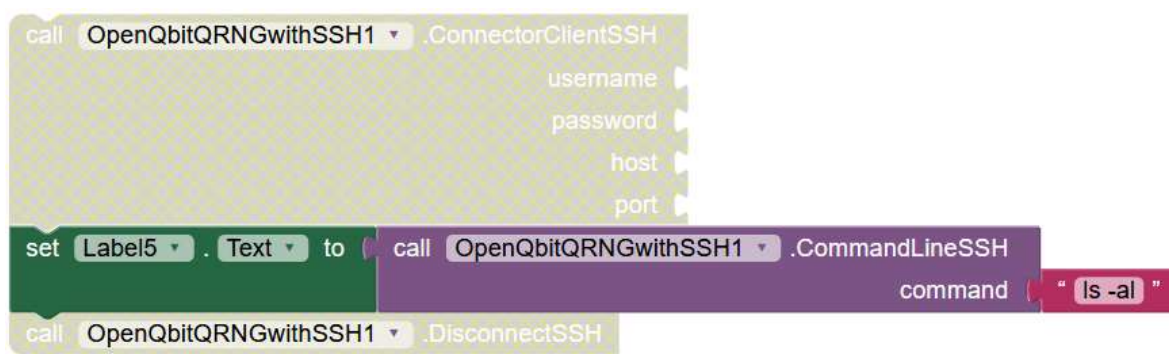 call OpenQbitQRNGwithSSH1 .ConnectorClientSSH
username
password
host
port
set Label5 . Text to call OpenQbitQRNGwithSSH1 .CommandLineSSH
command " ls -al "
call OpenQbitQRNGwithSSH1 .DisconnectSSH